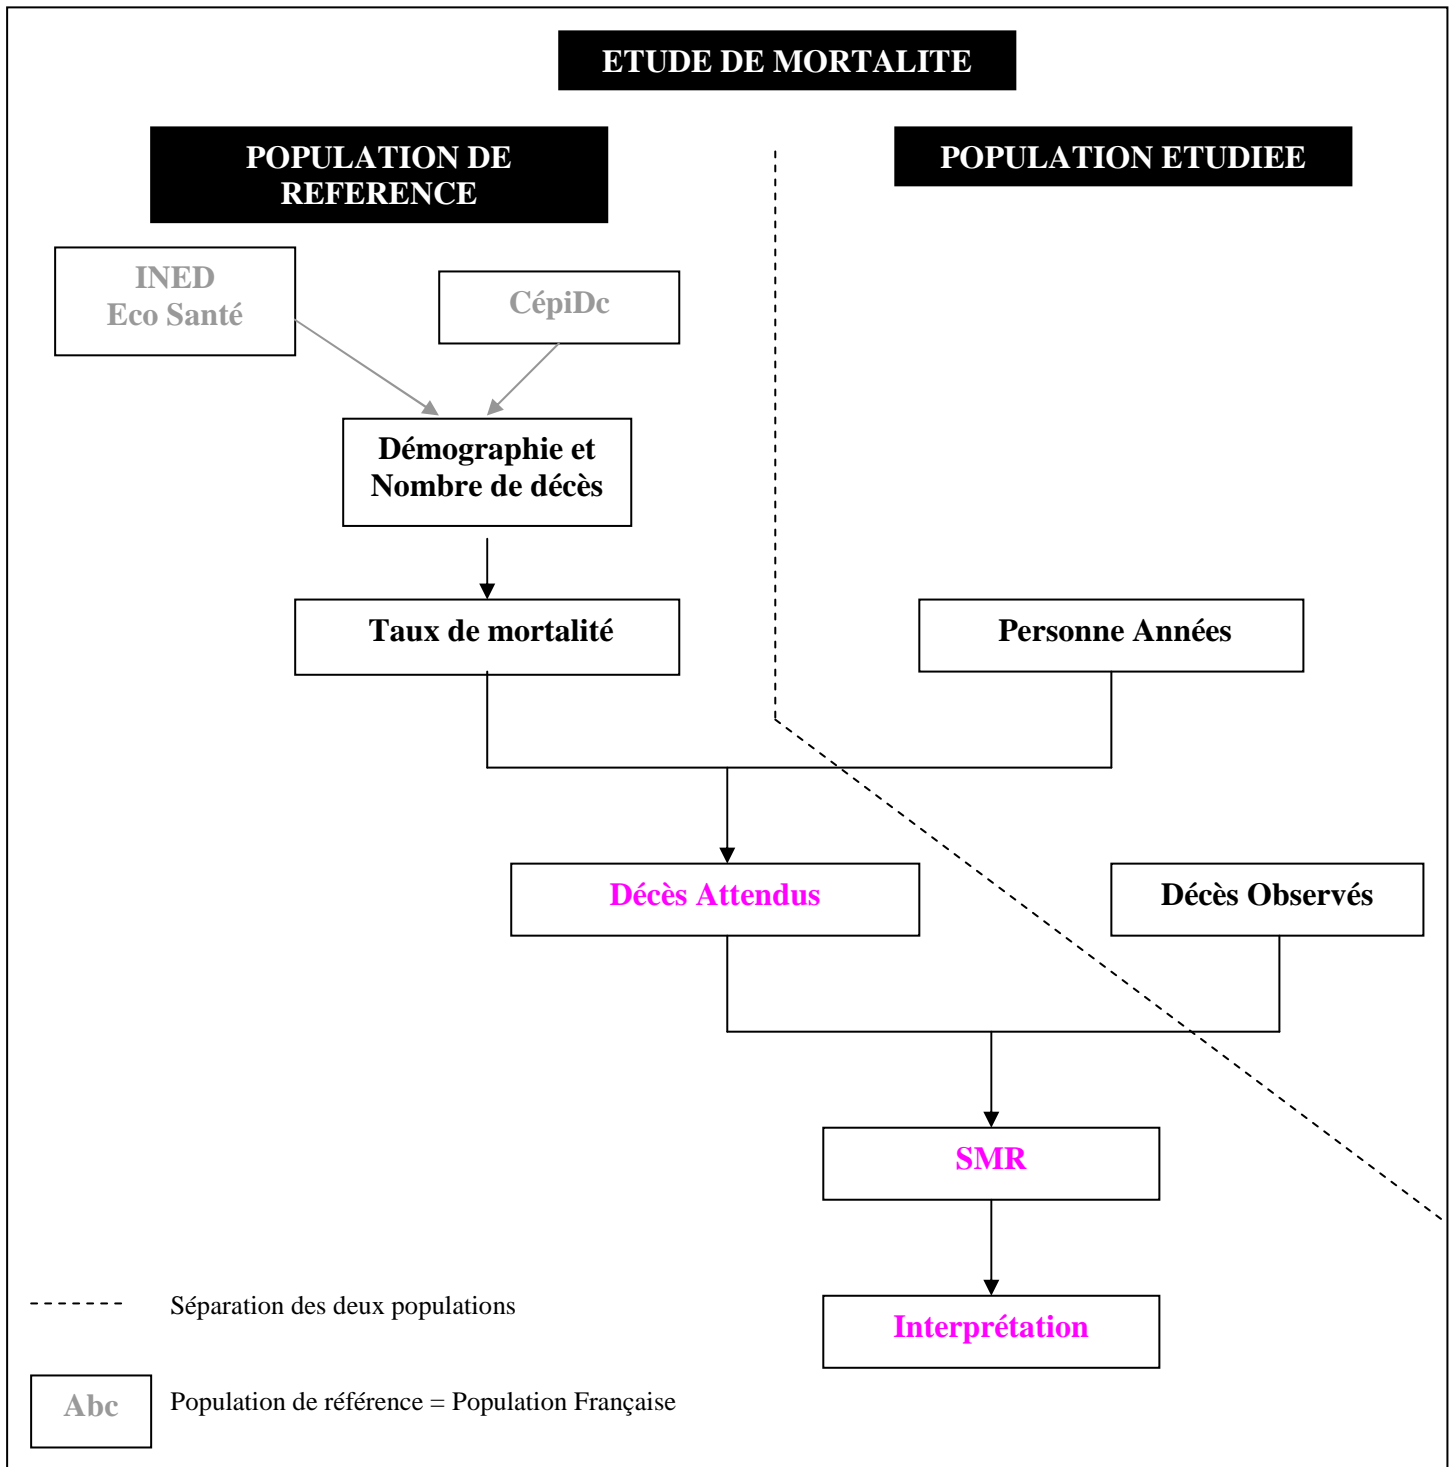 ETUDE DE MORTALITE
POPULATION DE
REFERENCE
POPULATION ETUDIEE
INED
Eco Santé
CépiDc
Démographie et
Nombre de décès
Taux de mortalité
Personne Années
Décès Attendus
Décès Observés
SMR
Interprétation
Séparation des deux populations
Abc
Population de référence = Population Française